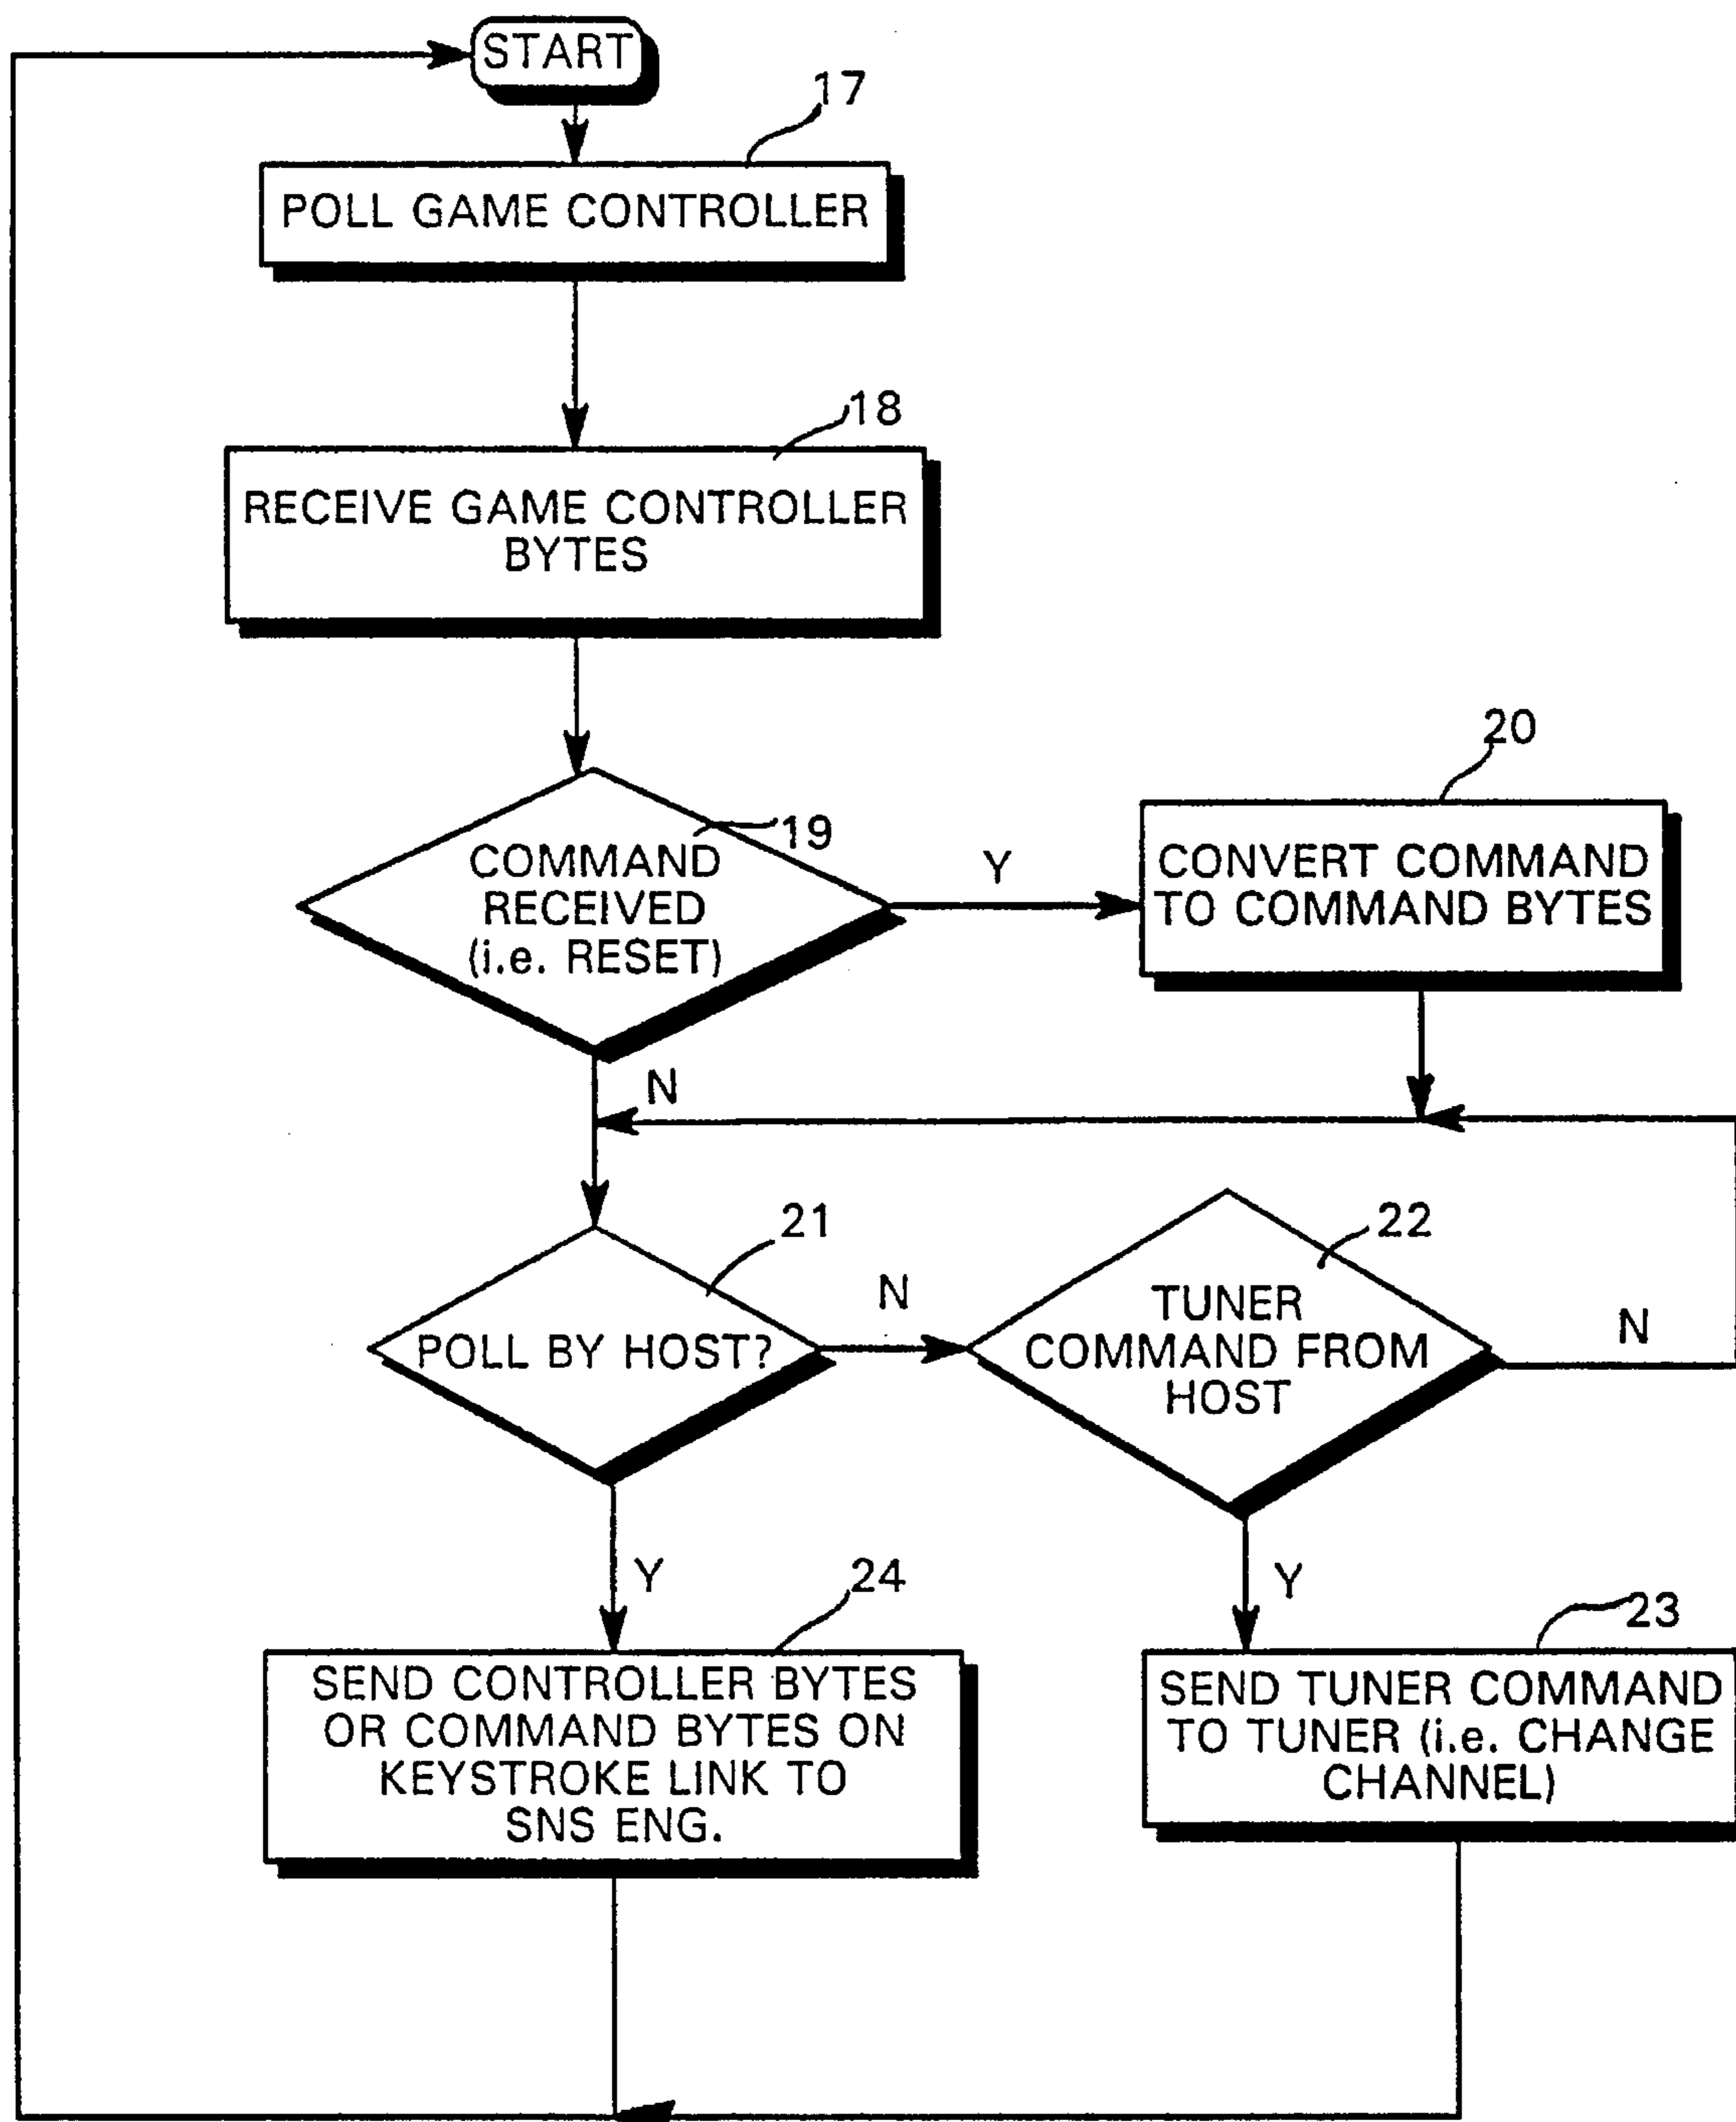 START
17
POLL GAME CONTROLLER
18
RECEIVE GAME CONTROLLER
BYTES
19
COMMAND
RECEIVED
(i.e. RESET)
Y
20
CONVERT COMMAND
TO COMMAND BYTES
N
21
POLL BY HOST?
N
22
TUNER
COMMAND FROM
HOST
N
Y
24
SEND CONTROLLER BYTES
OR COMMAND BYTES ON
KEYSTROKE LINK TO
SNS ENG.
Y
23
SEND TUNER COMMAND
TO TUNER (i.e. CHANGE
CHANNEL)